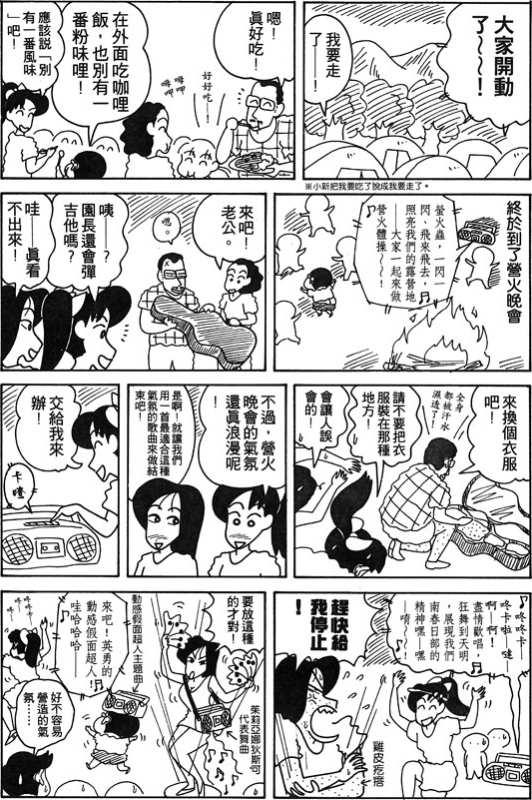 大家開動
了～～～！
我要走
了――！
※小新把我要吃了說成我要走了。
嗯！
真好吃！
好好吃…！
在外面吃咖哩
飯，也別有一
番粉味哩！
應該說「別
有一番風味
」吧！
終於到了營火晚會
♪螢火蟲，一閃一
閃、飛來飛去，
照亮我們的露營地
――大家一起來做
營火體操～～！
來吧！
老公。
嗯。
咦――？
園長還會彈
吉他嗎？
哇――真看
不出來！
來換個衣服
吧！
全身
都被汗水
濕透了！
請不要把衣
服裝在那種
地方！
會讓人誤
會的！
不過，營火
晚會的氣氛
還真浪漫呢
！
是啊！就讓我們
用一首最適合這種
氣氛的歌曲來做結
束吧！
交給我來
辦！
卡
嚓
♪咚咚卡
咚卡啦、噔
啊――啊！
盡情歡唱，
狂舞到天明
，展現我們
南春日部的
精神嘿――嘿
――唷――♪
雞皮疙瘩
趕快給
我停止
！
要放這種
的才對！
茱莉亞娜狄斯可
代表舞曲
動感假面超人主題曲
來吧！英勇的
動感假面超人
哇哈哈哈――♫
好不容易
營造的氣
氛…